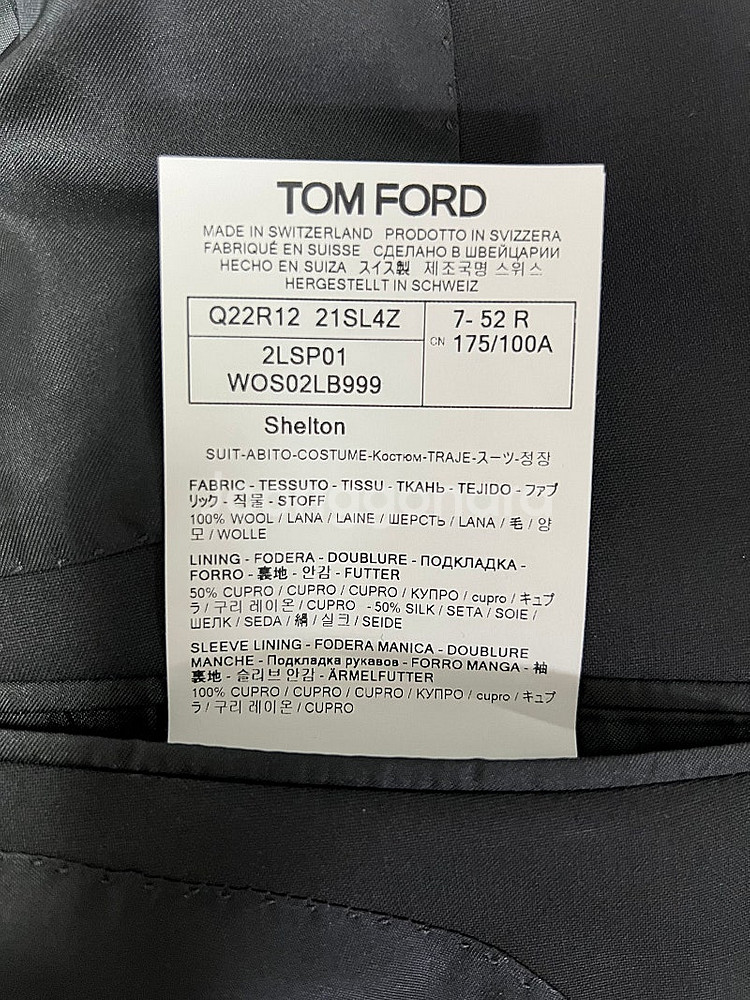 TOM FORD
MADE IN SWITZERLAND PRODOTTO IN SVIZZERA
FABRIQUÉ EN SUISSE СДЕЛАНО В ШВЕЙЦАРИИ
HECHO EN SUIZA スイス製 제조국명 스위스
HERGESTELLT IN SCHWEIZ
Q22R12 21SL4Z
7- 52 R
CN 175/100A
2LSP01
WOS02LB999
Shelton
SUIT-ABITO-COSTUME-Костюм-TRAJE-スーツ-정장
FABRIC - TESSUTO - TISSU - ТКАНЬ - TEJIDO - ファブ
リック - 직물 - STOFF
100% WOOL / LANA / LAINE / ШЕРСТЬ / LANA / 毛 / 양
모 / WOLLE
LINING - FODERA - DOUBLURE - ПОДКЛАДКА -
FORRO - 裏地 - 안감 - FUTTER
50% CUPRO / CUPRO / CUPRO / КУПРО / cupro / キュプ
ラ / 구리 레이온 / CUPRO - 50% SILK / SETA / SOIE /
ШЕЛК / SEDA / 絹 / 실크 / SEIDE
SLEEVE LINING - FODERA MANICA - DOUBLURE
MANCHE - Подкладка рукавов - FORRO MANGA - 袖
裏地 - 슬리브 안감 - ÄRMELFUTTER
100% CUPRO / CUPRO / CUPRO / КУПРО / cupro / キュプ
ラ / 구리 레이온 / CUPRO